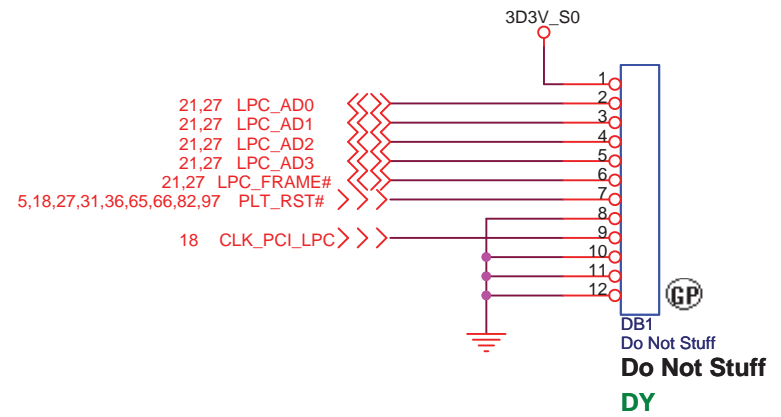 3D3V_S0
1
21,27 LPC_AD0 2
21,27 LPC_AD1 3
21,27 LPC_AD2 4
21,27 LPC_AD3 5
21,27 LPC_FRAME# 6
5,18,27,31,36,65,66,82,97 PLT_RST# 7
8
18 CLK_PCI_LPC 9
10
11
12
GP
DB1
Do Not Stuff
Do Not Stuff
DY